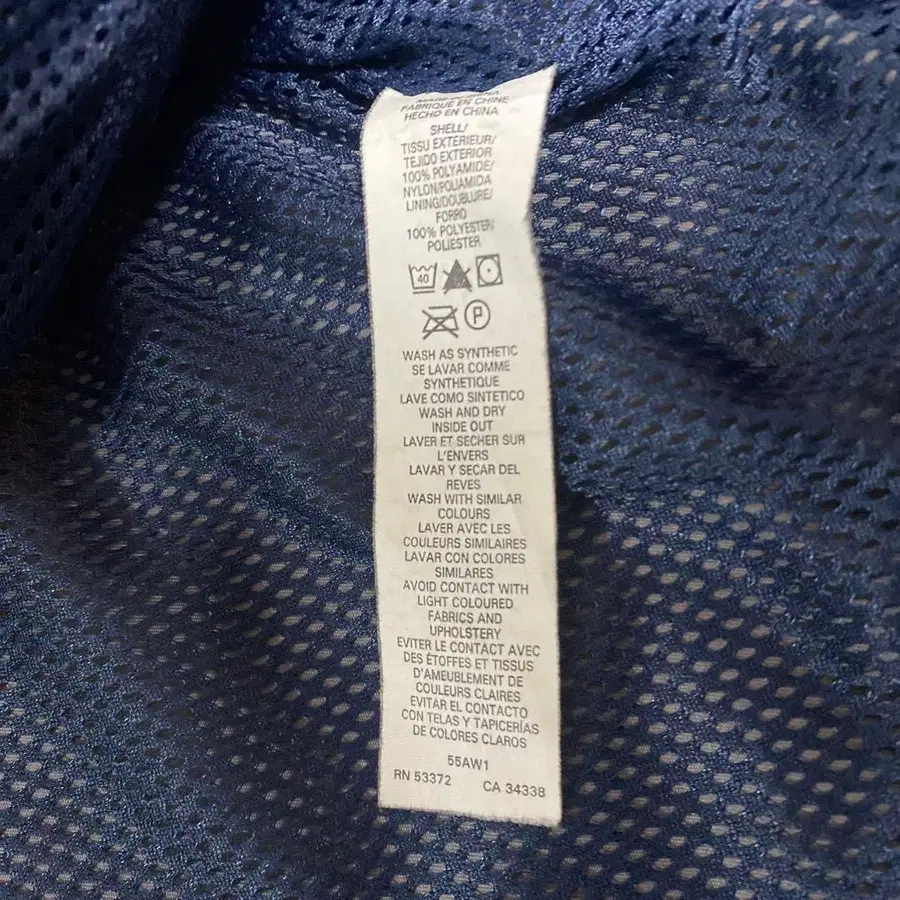 MADE IN CHINA
FABRIQUE EN CHINE
HECHO EN CHINA
SHELL/
TISSU EXTERIEUR/
TEJIDO EXTERIOR
100% POLYAMIDE/
NYLON/POLIAMIDA
LINING/DOUBLURE/
FORRO
100% POLYESTER/
POLIESTER
40
P
WASH AS SYNTHETIC
SE LAVAR COMME
SYNTHETIQUE
LAVE COMO SINTETICO
WASH AND DRY
INSIDE OUT
LAVER ET SECHER SUR
L'ENVERS
LAVAR Y SECAR DEL
REVES
WASH WITH SIMILAR
COLOURS
LAVER AVEC LES
COULEURS SIMILAIRES
LAVAR CON COLORES
SIMILARES
AVOID CONTACT WITH
LIGHT COLOURED
FABRICS AND
UPHOLSTERY
EVITER LE CONTACT AVEC
DES ÉTOFFES ET TISSUS
D'AMEUBLEMENT DE
COULEURS CLAIRES
EVITAR EL CONTACTO
CON TELAS Y TAPICERÍAS
DE COLORES CLAROS
55AW1
RN 53372 CA 34338